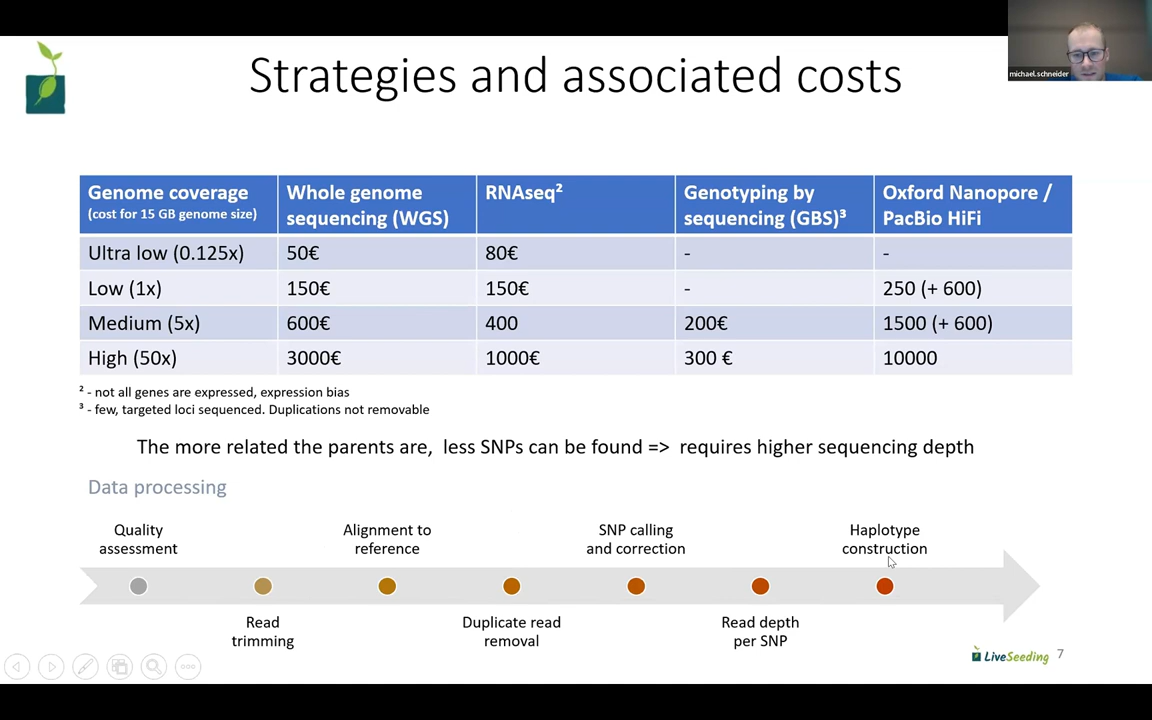 Strategies and associated costs
michael.schneider
Genome coverage
(cost for 15 GB genome size)
Whole genome
sequencing (WGS)
RNAseq²
Genotyping by
sequencing (GBS)³
Oxford Nanopore /
PacBio HiFi
Ultra low (0.125x) 50€ 80€ - -
Low (1x) 150€ 150€ - 250 (+ 600)
Medium (5x) 600€ 400 200€ 1500 (+ 600)
High (50x) 3000€ 1000€ 300 € 10000
² - not all genes are expressed, expression bias
³ - few, targeted loci sequenced. Duplications not removable
The more related the parents are, less SNPs can be found => requires higher sequencing depth
Data processing
Quality
assessment
Alignment to
reference
SNP calling
and correction
Haplotype
construction
Read
trimming
Duplicate read
removal
Read depth
per SNP
LiveSeeding 7